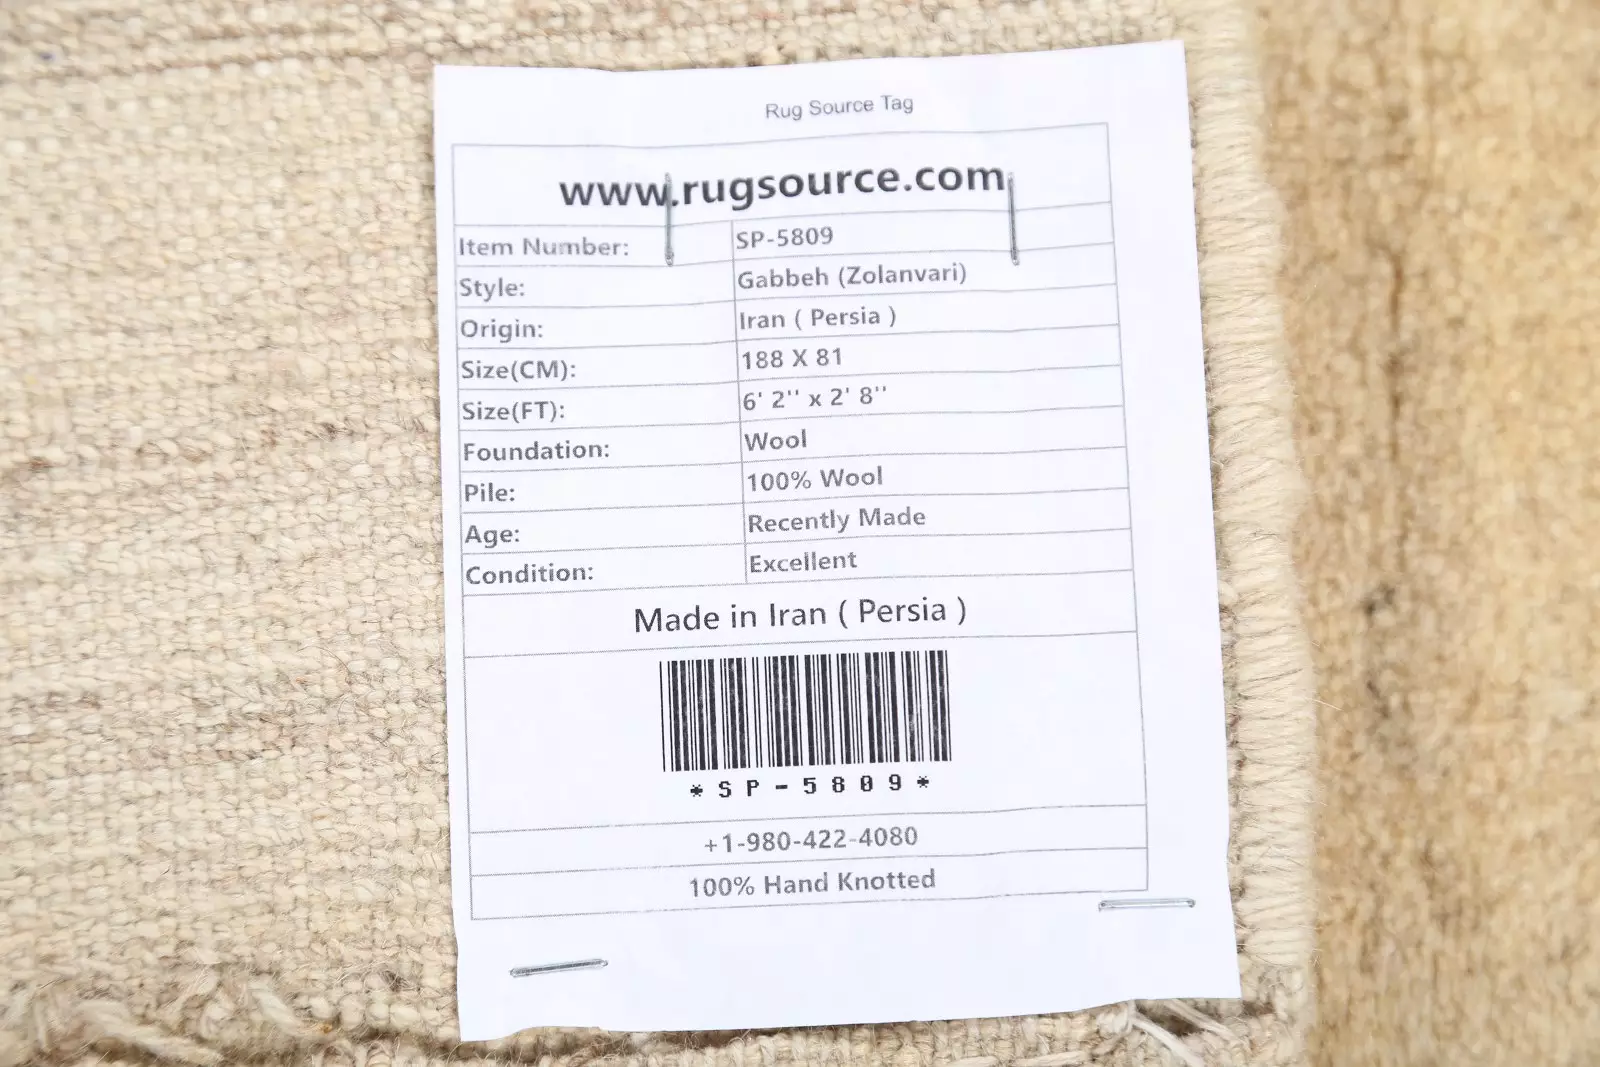 Rug Source Tag
www.rugsource.com
Item Number: SP-5809
Style: Gabbeh (Zolanvari)
Origin: Iran ( Persia )
Size(CM): 188 X 81
Size(FT): 6' 2'' x 2' 8''
Foundation: Wool
Pile: 100% Wool
Age: Recently Made
Condition: Excellent
Made in Iran ( Persia )
*SP-5809*
+1-980-422-4080
100% Hand Knotted